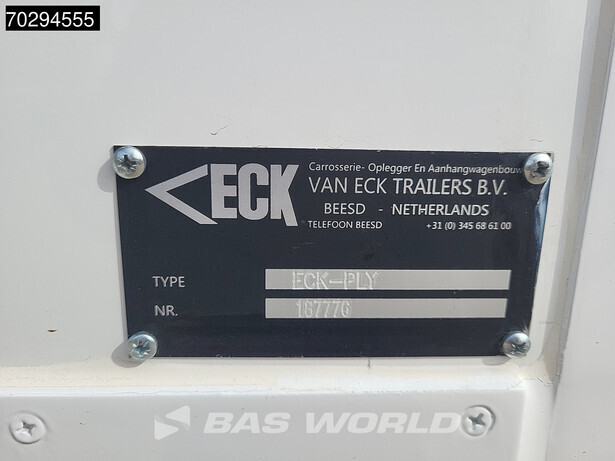 70294555
ECK
Carrosserie- Oplegger En Aanhangwagenbouw
VAN ECK TRAILERS B.V.
BEESD - NETHERLANDS
TELEFOON BEESD +31 (0) 345 68 61 00
TYPE ECK-PLY
NR. 167776
BAS WORLD